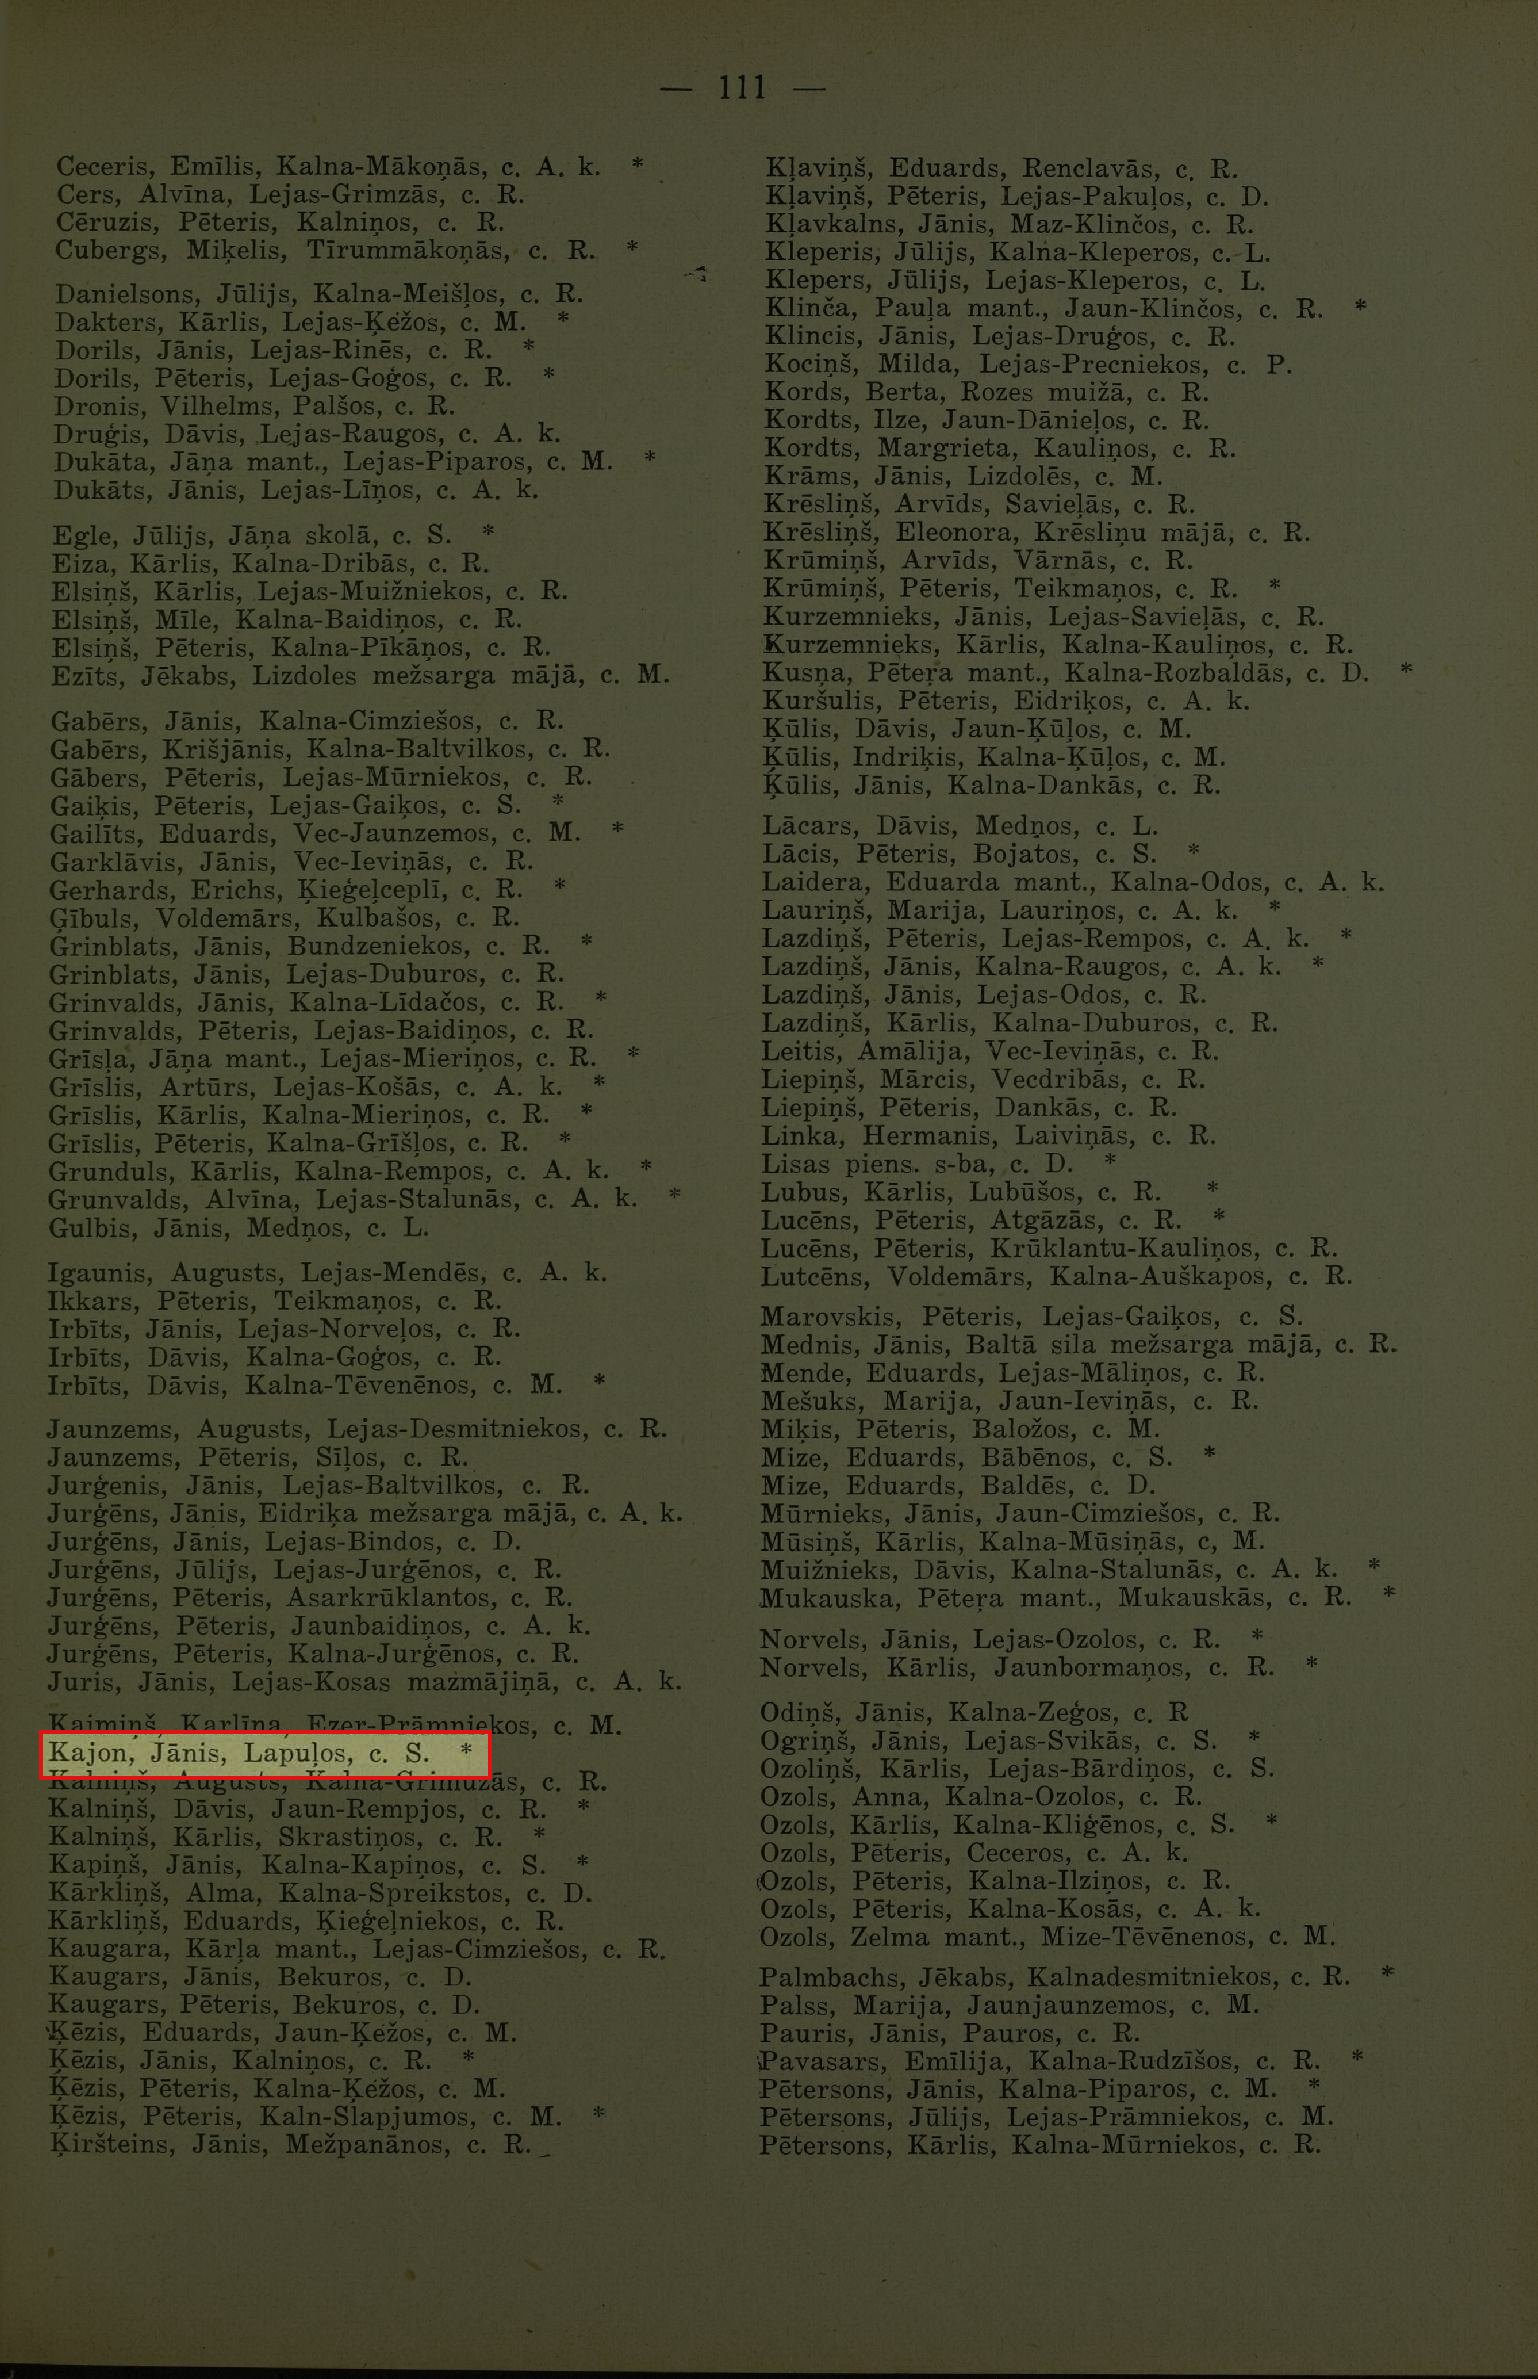 — 111 —
Ceceris, Emīlis, Kalna-Mākoņās, c. A. k. *
Cers, Alvīna, Lejas-Grimzās, c. R.
Cēruzis, Pēteris, Kalniņos, c. R.
Cubergs, Miķelis, Tīrummākoņās, c. R. *
Danielsons, Jūlijs, Kalna-Meišļos, c. R.
Dakters, Kārlis, Lejas-Ķēžos, c. M. *
Dorils, Jānis, Lejas-Rinēs, c. R. *
Dorils, Pēteris, Lejas-Goģos, c. R. *
Dronis, Vilhelms, Palšos, c. R.
Druģis, Dāvis, Lejas-Raugos, c. A. k.
Dukāta, Jāņa mant., Lejas-Piparos, c. M. *
Dukāts, Jānis, Lejas-Līņos, c. A. k.
Egle, Jūlijs, Jāņa skolā, c. S. *
Eiza, Kārlis, Kalna-Dribās, c. R.
Elsiņš, Kārlis, Lejas-Muižniekos, c. R.
Elsiņš, Mīle, Kalna-Baidiņos, c. R.
Elsiņš, Pēteris, Kalna-Pīkāņos, c. R.
Ezīts, Jēkabs, Lizdoles mežsarga mājā, c. M.
Gabērs, Jānis, Kalna-Cimziešos, c. R.
Gabērs, Krišjānis, Kalna-Baltvilkos, c. R.
Gābers, Pēteris, Lejas-Mūrniekos, c. R.
Gaiķis, Pēteris, Lejas-Gaiķos, c. S. *
Gailīts, Eduards, Vec-Jaunzemos, c. M. *
Garklāvis, Jānis, Vec-Ieviņās, c. R.
Gerhards, Erichs, Ķieģeļceplī, c. R. *
Ģībuls, Voldemārs, Kulbašos, c. R.
Grinblats, Jānis, Bundzeniekos, c. R. *
Grinblats, Jānis, Lejas-Duburos, c. R.
Grinvalds, Jānis, Kalna-Līdačos, c. R. *
Grinvalds, Pēteris, Lejas-Baidiņos, c. R.
Grīsļa, Jāņa mant., Lejas-Mieriņos, c. R. *
Grīslis, Artūrs, Lejas-Košās, c. A. k. *
Grīslis, Kārlis, Kalna-Mieriņos, c. R. *
Grīslis, Pēteris, Kalna-Grīšļos, c. R. *
Grunduls, Kārlis, Kalna-Rempos, c. A. k. *
Grunvalds, Alvīna, Lejas-Stalunās, c. A. k. *
Gulbis, Jānis, Medņos, c. L.
Igaunis, Augusts, Lejas-Mendēs, c. A. k.
Ikkars, Pēteris, Teikmaņos, c. R.
Irbīts, Jānis, Lejas-Norveļos, c. R.
Irbīts, Dāvis, Kalna-Goģos, c. R.
Irbīts, Dāvis, Kalna-Tēvenēnos, c. M. *
Jaunzems, Augusts, Lejas-Desmitniekos, c. R.
Jaunzems, Pēteris, Sīļos, c. R.
Jurģenis, Jānis, Lejas-Baltvilkos, c. R.
Jurģēns, Jānis, Eidriķa mežsarga mājā, c. A. k.
Jurģēns, Jānis, Lejas-Bindos, c. D.
Jurģēns, Jūlijs, Lejas-Jurģēnos, c. R.
Jurģēns, Pēteris, Asarkrūklantos, c. R.
Jurģēns, Pēteris, Jaunbaidiņos, c. A. k.
Jurģēns, Pēteris, Kalna-Jurģēnos, c. R.
Juris, Jānis, Lejas-Kosas mazmājiņā, c. A. k.
Kaimiņš, Karlīna, Ezer-Prāmniekos, c. M.
Kajon, Jānis, Lapuļos, c. S. *
Kalniņš, Augusts, Kalna-Grimuzās, c. R.
Kalniņš, Dāvis, Jaun-Rempjos, c. R. *
Kalniņš, Kārlis, Skrastiņos, c. R. *
Kapiņš, Jānis, Kalna-Kapiņos, c. S. *
Kārkliņš, Alma, Kalna-Spreikstos, c. D.
Kārkliņš, Eduards, Ķieģeļniekos, c. R.
Kaugara, Kārļa mant., Lejas-Cimziešos, c. R.
Kaugars, Jānis, Bekuros, c. D.
Kaugars, Pēteris, Bekuros, c. D.
Ķēzis, Eduards, Jaun-Ķēžos, c. M.
Ķēzis, Jānis, Kalniņos, c. R. *
Ķēzis, Pēteris, Kalna-Ķēžos, c. M.
Ķēzis, Pēteris, Kaln-Slapjumos, c. M. *
Ķiršteins, Jānis, Mežpanānos, c. R.
Kļaviņš, Eduards, Renclavās, c. R.
Kļaviņš, Pēteris, Lejas-Pakuļos, c. D.
Kļavkalns, Jānis, Maz-Klinčos, c. R.
Kleperis, Jūlijs, Kalna-Kleperos, c. L.
Klepers, Jūlijs, Lejas-Kleperos, c. L.
Klinča, Pauļa mant., Jaun-Klinčos, c. R. *
Klincis, Jānis, Lejas-Druģos, c. R.
Kociņš, Milda, Lejas-Precniekos, c. P.
Kords, Berta, Rozes muižā, c. R.
Kordts, Ilze, Jaun-Dānieļos, c. R.
Kordts, Margrieta, Kauliņos, c. R.
Krāms, Jānis, Lizdolēs, c. M.
Krēsliņš, Arvīds, Savieļās, c. R.
Krēsliņš, Eleonora, Krēsliņu mājā, c. R.
Krūmiņš, Arvīds, Vārnās, c. R.
Krūmiņš, Pēteris, Teikmaņos, c. R. *
Kurzemnieks, Jānis, Lejas-Savieļās, c. R.
Kurzemnieks, Kārlis, Kalna-Kauliņos, c. R.
Kusņa, Pēteŗa mant., Kalna-Rozbaldās, c. D. *
Kuršulis, Pēteris, Eidriķos, c. A. k.
Ķūlis, Dāvis, Jaun-Ķūļos, c. M.
Ķūlis, Indriķis, Kalna-Ķūļos, c. M.
Ķūlis, Jānis, Kalna-Dankās, c. R.
Lācars, Dāvis, Medņos, c. L.
Lācis, Pēteris, Bojatos, c. S. *
Laidera, Eduarda mant., Kalna-Odos, c. A. k.
Lauriņš, Marija, Lauriņos, c. A. k. *
Lazdiņš, Pēteris, Lejas-Rempos, c. A. k. *
Lazdiņš, Jānis, Kalna-Raugos, c. A. k. *
Lazdiņš, Jānis, Lejas-Odos, c. R.
Lazdiņš, Kārlis, Kalna-Duburos, c. R.
Leitis, Amālija, Vec-Ieviņās, c. R.
Liepiņš, Mārcis, Vecdribās, c. R.
Liepiņš, Pēteris, Dankās, c. R.
Linka, Hermanis, Laiviņās, c. R.
Lisas piens. s-ba, c. D. *
Lubus, Kārlis, Lubūšos, c. R. *
Lucēns, Pēteris, Atgāzās, c. R. *
Lucēns, Pēteris, Krūklantu-Kauliņos, c. R.
Lutcēns, Voldemārs, Kalna-Auškapos, c. R.
Marovskis, Pēteris, Lejas-Gaiķos, c. S.
Mednis, Jānis, Baltā sila mežsarga mājā, c. R.
Mende, Eduards, Lejas-Māliņos, c. R.
Mešuks, Marija, Jaun-Ieviņās, c. R.
Miķis, Pēteris, Baložos, c. M.
Mize, Eduards, Bābēnos, c. S. *
Mize, Eduards, Baldēs, c. D.
Mūrnieks, Jānis, Jaun-Cimziešos, c. R.
Mūsiņš, Kārlis, Kalna-Mūsiņās, c, M.
Muižnieks, Dāvis, Kalna-Stalunās, c. A. k. *
Mukauska, Pēteŗa mant., Mukauskās, c. R. *
Norvels, Jānis, Lejas-Ozolos, c. R. *
Norvels, Kārlis, Jaunbormaņos, c. R. *
Odiņš, Jānis, Kalna-Zeģos, c. R
Ogriņš, Jānis, Lejas-Svikās, c. S. *
Ozoliņš, Kārlis, Lejas-Bārdiņos, c. S.
Ozols, Anna, Kalna-Ozolos, c. R.
Ozols, Kārlis, Kalna-Kliģēnos, c. S. *
Ozols, Pēteris, Ceceros, c. A. k.
Ozols, Pēteris, Kalna-Ilziņos, c. R.
Ozols, Pēteris, Kalna-Kosās, c. A. k.
Ozols, Zelma mant., Mize-Tēvēnenos, c. M.
Palmbachs, Jēkabs, Kalnadesmitniekos, c. R. *
Palss, Marija, Jaunjaunzemos, c. M.
Pauris, Jānis, Pauros, c. R.
Pavasars, Emīlija, Kalna-Rudzīšos, c. R. *
Pētersons, Jānis, Kalna-Piparos, c. M. *
Pētersons, Jūlijs, Lejas-Prāmniekos, c. M.
Pētersons, Kārlis, Kalna-Mūrniekos, c. R.